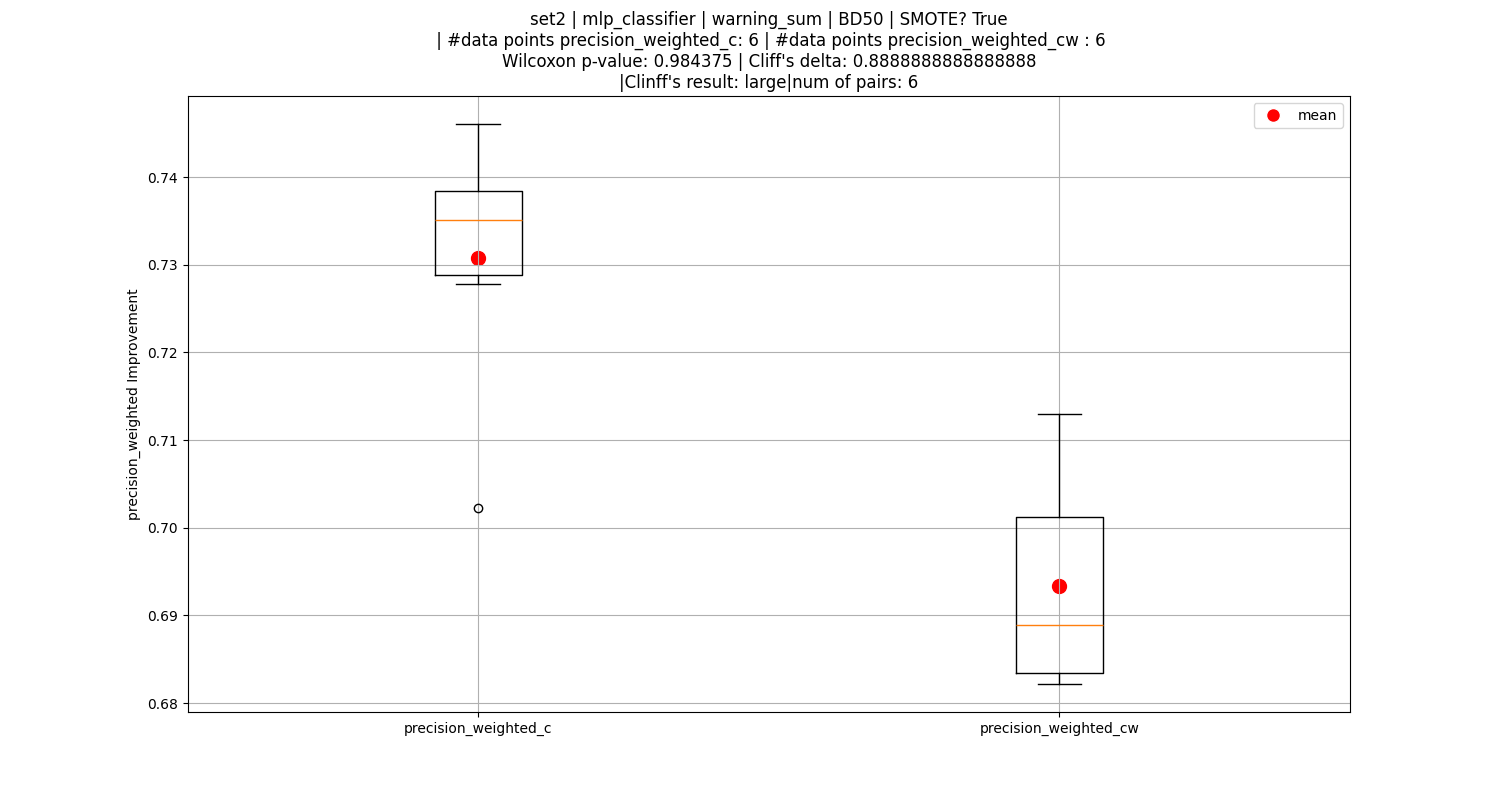 set2 | mlp_classifier | warning_sum | BD50 | SMOTE? True
| #data points precision_weighted_c: 6 | #data points precision_weighted_cw : 6
Wilcoxon p-value: 0.984375 | Cliff's delta: 0.8888888888888888
|Clinff's result: large|num of pairs: 6
mean
0.74
0.73
0.72
0.71
0.70
0.69
0.68
precision_weighted Improvement
precision_weighted_c
precision_weighted_cw